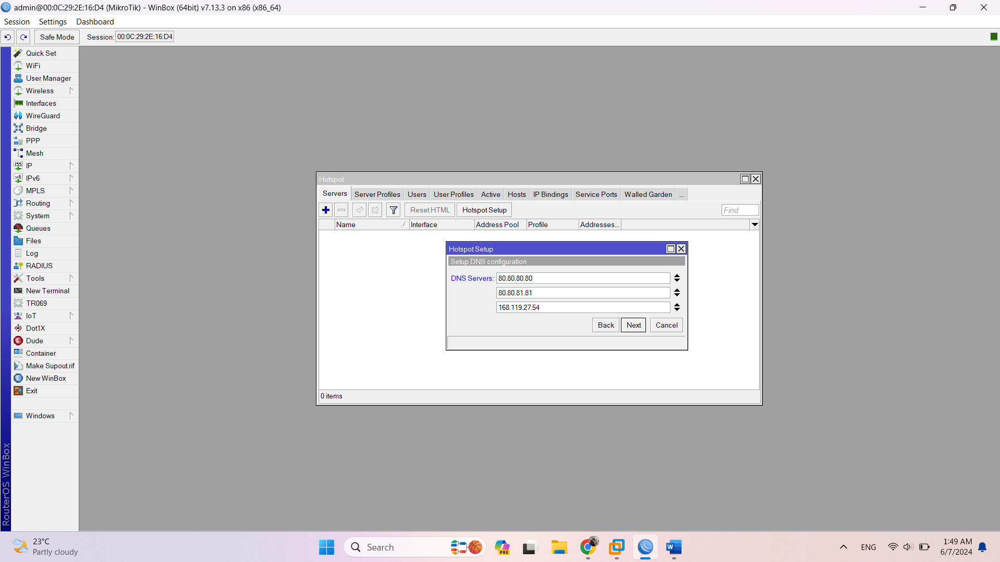 admin@00:0C:29:2E:16:D4 (MikroTik) - WinBox (64bit) v7.13.3 on x86 (x86_64)
Session Settings Dashboard
Safe Mode Session: 00:0C:29:2E:16:D4
Quick Set
WiFi
User Manager
Wireless
Interfaces
WireGuard
Bridge
PPP
Mesh
255 IP
v6 IPv6
MPLS
Routing
System
Queues
Files
Log
RADIUS
Tools
New Terminal
TR069
IoT
Dot1X
Dude
Container
Make Supout.rif
New WinBox
Exit
Windows
RouterOS WinBox
Hotspot
Servers Server Profiles Users User Profiles Active Hosts IP Bindings Service Ports Walled Garden ...
Reset HTML Hotspot Setup Find
Name Interface Address Pool Profile Addresses...
Hotspot Setup
Setup DNS configuration
DNS Servers: 80.80.80.80
80.80.81.81
168.119.27.54
Back Next Cancel
0 items
23°C
Partly cloudy
Search
PRE
W
ENG
1:49 AM
6/7/2024